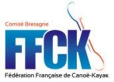 Comité Bretagne
FFCK
Fédération Française de Canoë-Kayak